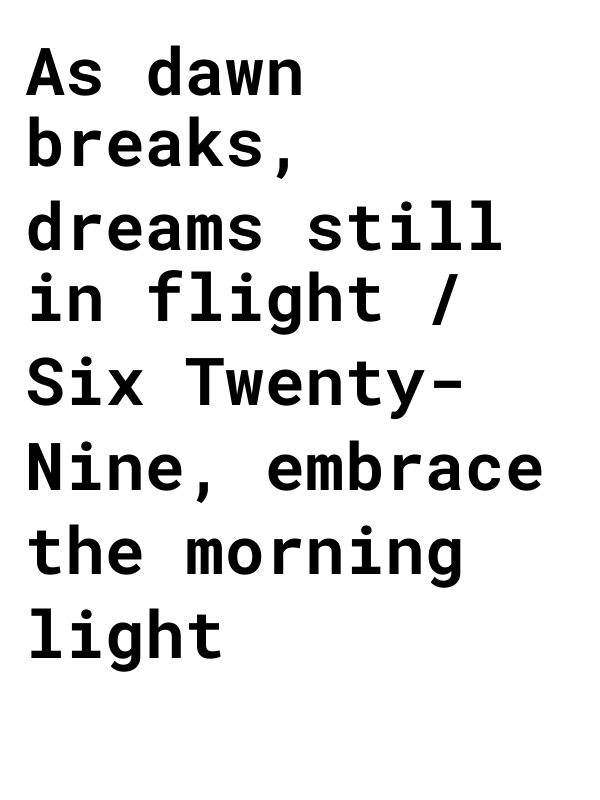 As dawn
breaks,
dreams still
in flight /
Six Twenty-
Nine, embrace
the morning
light